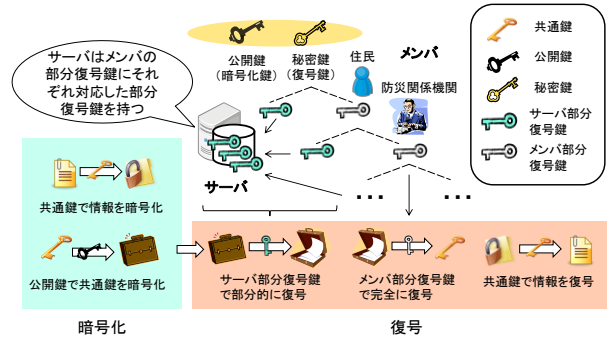 公開鍵
(暗号化鍵)
秘密鍵
(復号鍵)
住民
メンバ
防災関係機関
サーバはメンバの
部分復号鍵にそれ
ぞれ対応した部分
復号鍵を持つ
サーバ
・・・
・・・
共通鍵
公開鍵
秘密鍵
サーバ部分
復号鍵
メンバ部分
復号鍵
共通鍵で情報を暗号化
公開鍵で共通鍵を暗号化
サーバ部分復号鍵
で部分的に復号
メンバ部分復号鍵
で完全に復号
共通鍵で情報を復号
暗号化
復号